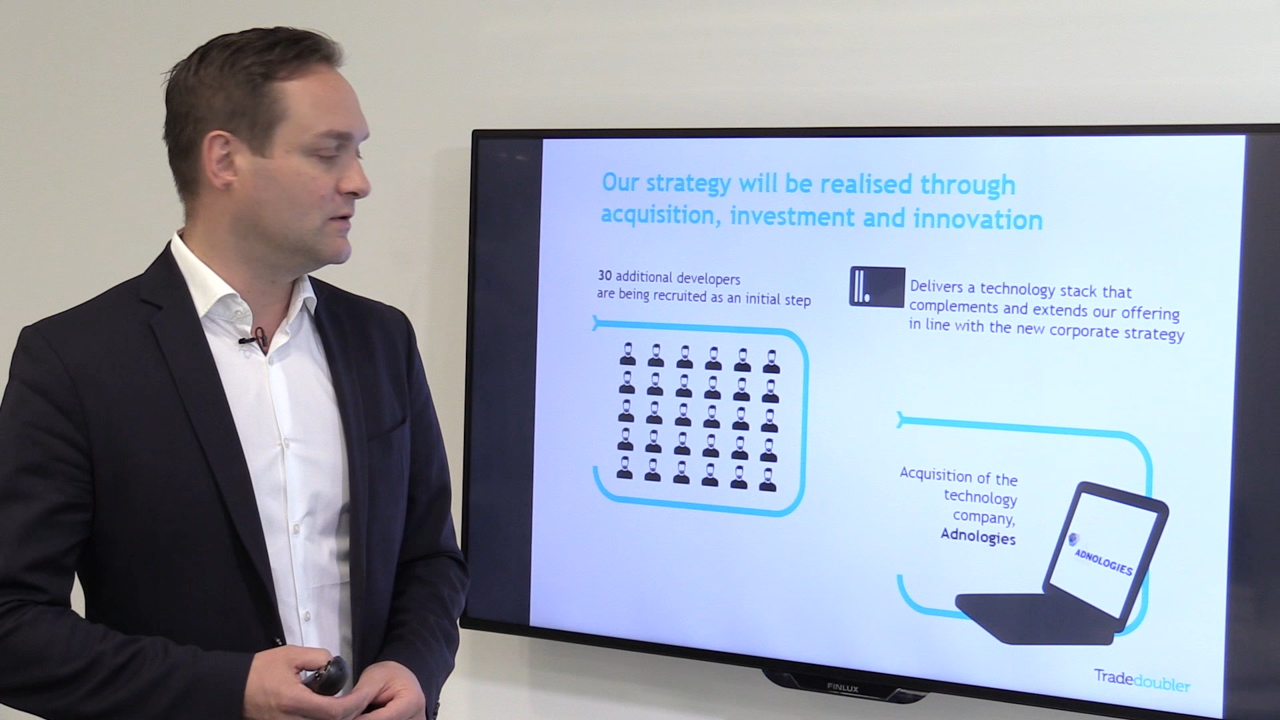 Our strategy will be realised through
acquisition, investment and innovation
30 additional developers
are being recruited as an initial step
Delivers a technology stack that
complements and extends our offering
in line with the new corporate strategy
Acquisition of the
technology
company,
Adnologies
ADNOLOGIES
Tradedoubler
FINLUX